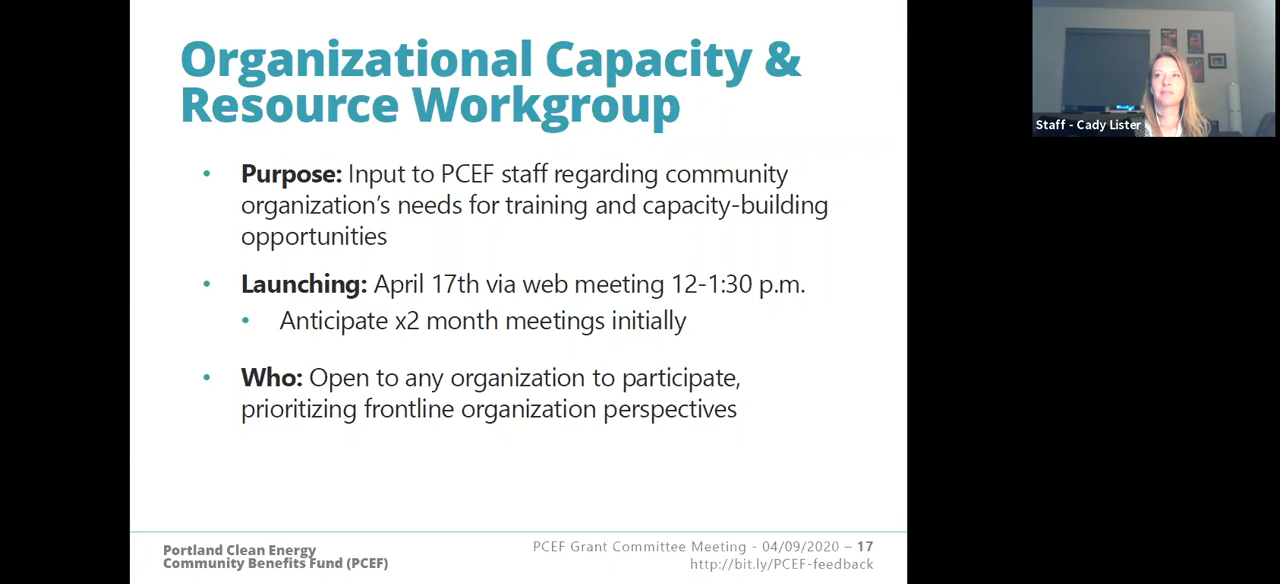 Organizational Capacity &
Resource Workgroup
• Purpose: Input to PCEF staff regarding community
organization's needs for training and capacity-building
opportunities
• Launching: April 17th via web meeting 12-1:30 p.m.
• Anticipate x2 month meetings initially
• Who: Open to any organization to participate,
prioritizing frontline organization perspectives
Portland Clean Energy
Community Benefits Fund (PCEF)
PCEF Grant Committee Meeting - 04/09/2020 – 17
http://bit.ly/PCEF-feedback
Staff - Cady Lister